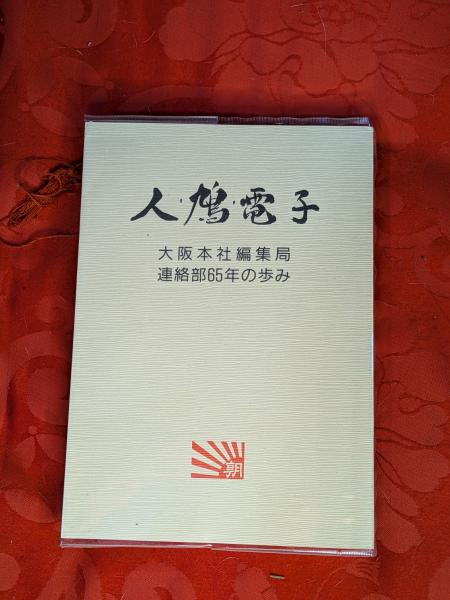 人・鳩・電子
大阪本社編集局
連絡部65年の歩み
朝